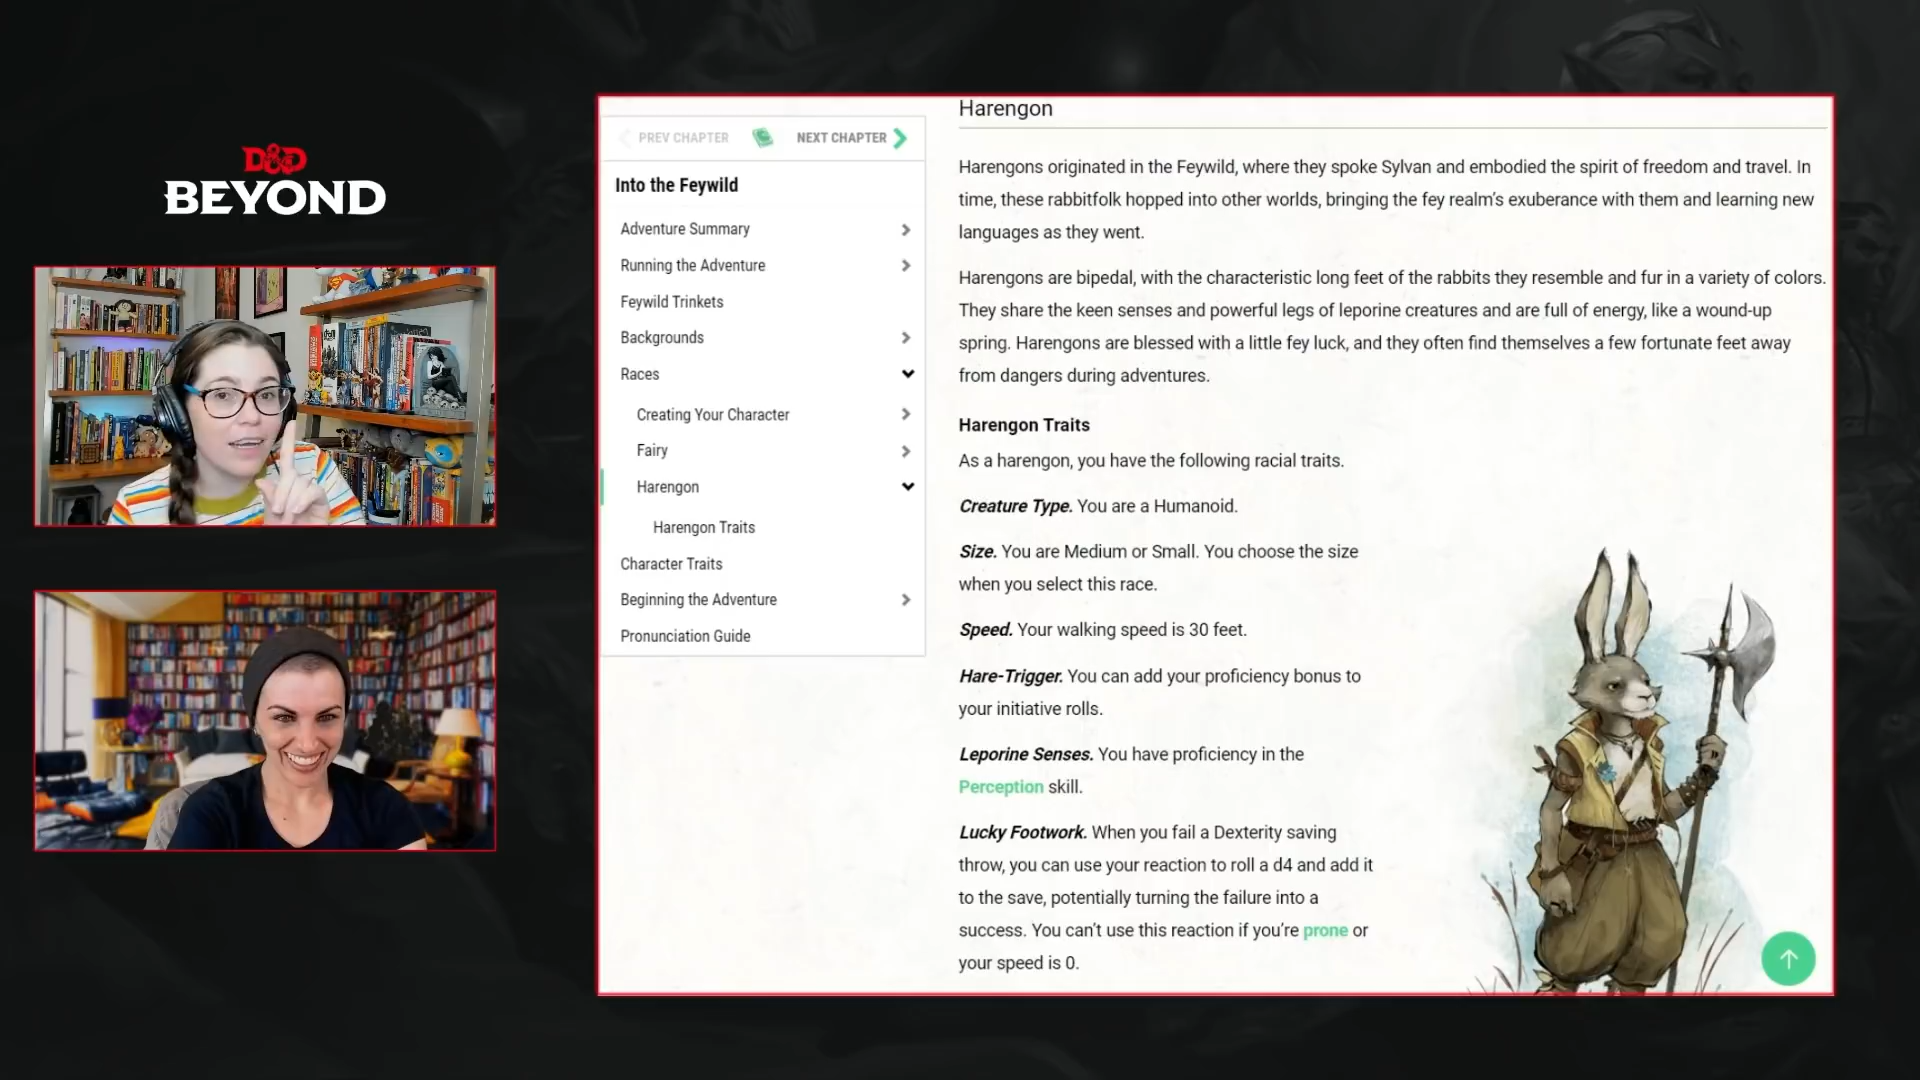 D&D
BEYOND
PREV CHAPTER
NEXT CHAPTER
Into the Feywild
Adventure Summary
Running the Adventure
Feywild Trinkets
Backgrounds
Races
Creating Your Character
Fairy
Harengon
Harengon Traits
Character Traits
Beginning the Adventure
Pronunciation Guide
Harengon
Harengons originated in the Feywild, where they spoke Sylvan and embodied the spirit of freedom and travel. In
time, these rabbitfolk hopped into other worlds, bringing the fey realm's exuberance with them and learning new
languages as they went.
Harengons are bipedal, with the characteristic long feet of the rabbits they resemble and fur in a variety of colors.
They share the keen senses and powerful legs of leporine creatures and are full of energy, like a wound-up
spring. Harengons are blessed with a little fey luck, and they often find themselves a few fortunate feet away
from dangers during adventures.
Harengon Traits
As a harengon, you have the following racial traits.
Creature Type. You are a Humanoid.
Size. You are Medium or Small. You choose the size
when you select this race.
Speed. Your walking speed is 30 feet.
Hare-Trigger. You can add your proficiency bonus to
your initiative rolls.
Leporine Senses. You have proficiency in the
Perception skill.
Lucky Footwork. When you fail a Dexterity saving
throw, you can use your reaction to roll a d4 and add it
to the save, potentially turning the failure into a
success. You can't use this reaction if you're prone or
your speed is 0.